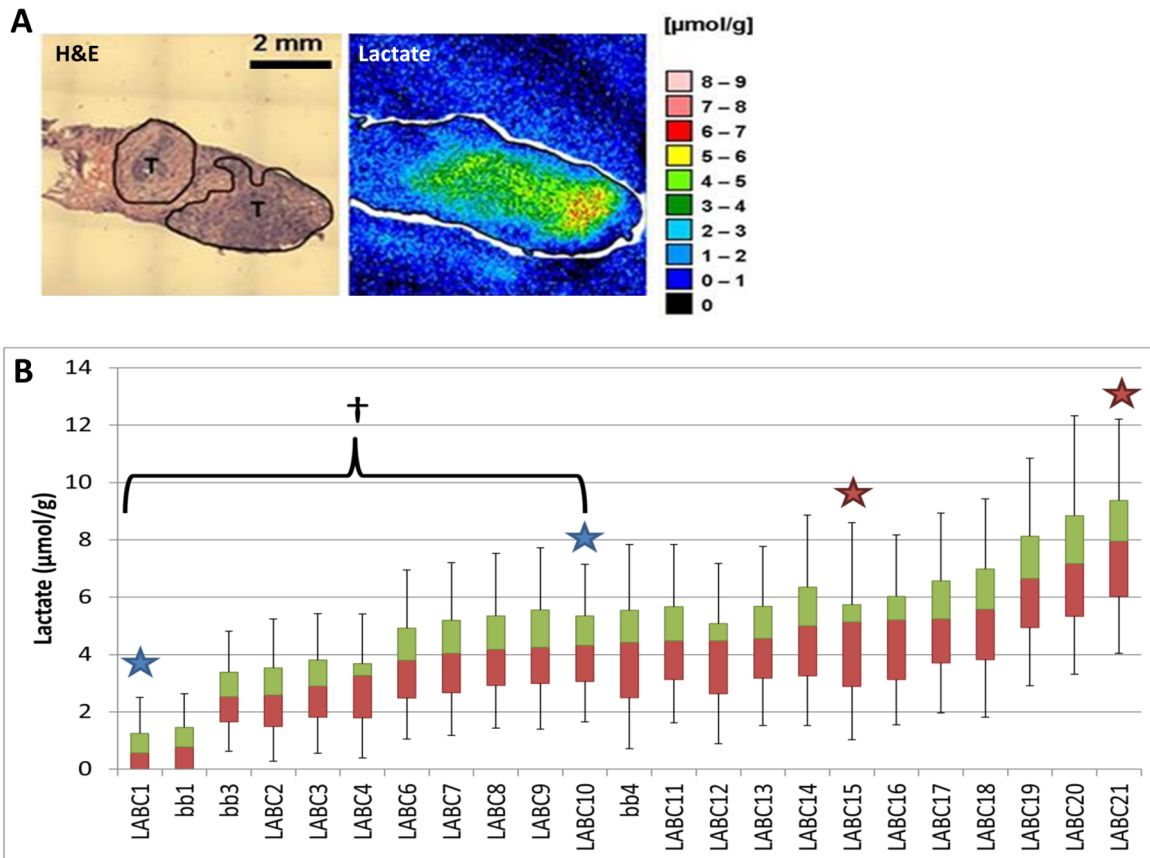 A
H&E
2 mm
T
T
Lactate
[µmol/g]
8 – 9
7 – 8
6 – 7
5 – 6
4 – 5
3 – 4
2 – 3
1 – 2
0 – 1
0
B
†
Lactate (µmol/g)
14
12
10
8
6
4
2
0
LABC1
bb1
bb3
LABC2
LABC3
LABC4
LABC6
LABC7
LABC8
LABC9
LABC10
bb4
LABC11
LABC12
LABC13
LABC14
LABC15
LABC16
LABC17
LABC18
LABC19
LABC20
LABC21